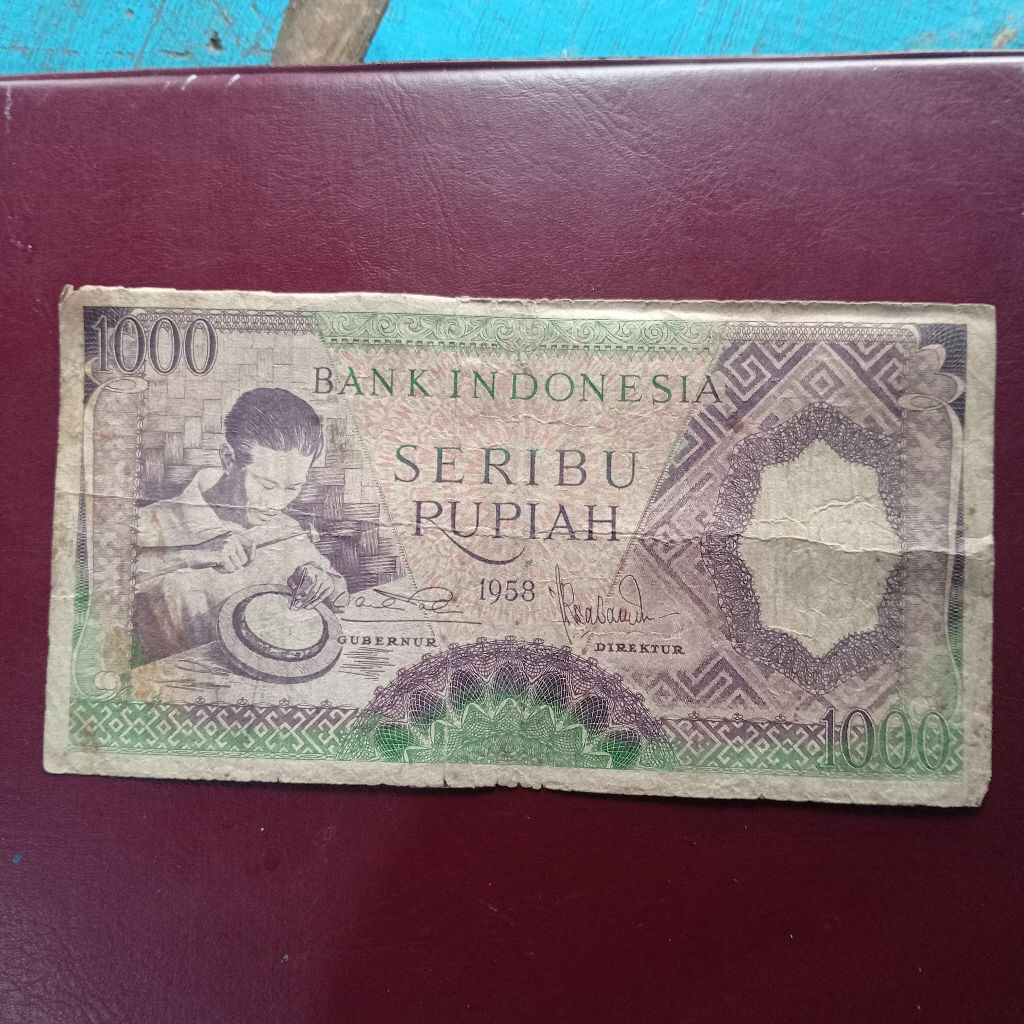 1000
BANK INDONESIA
SERIBU
RUPIAH
1958
GUBERNUR
DIREKTUR
1000